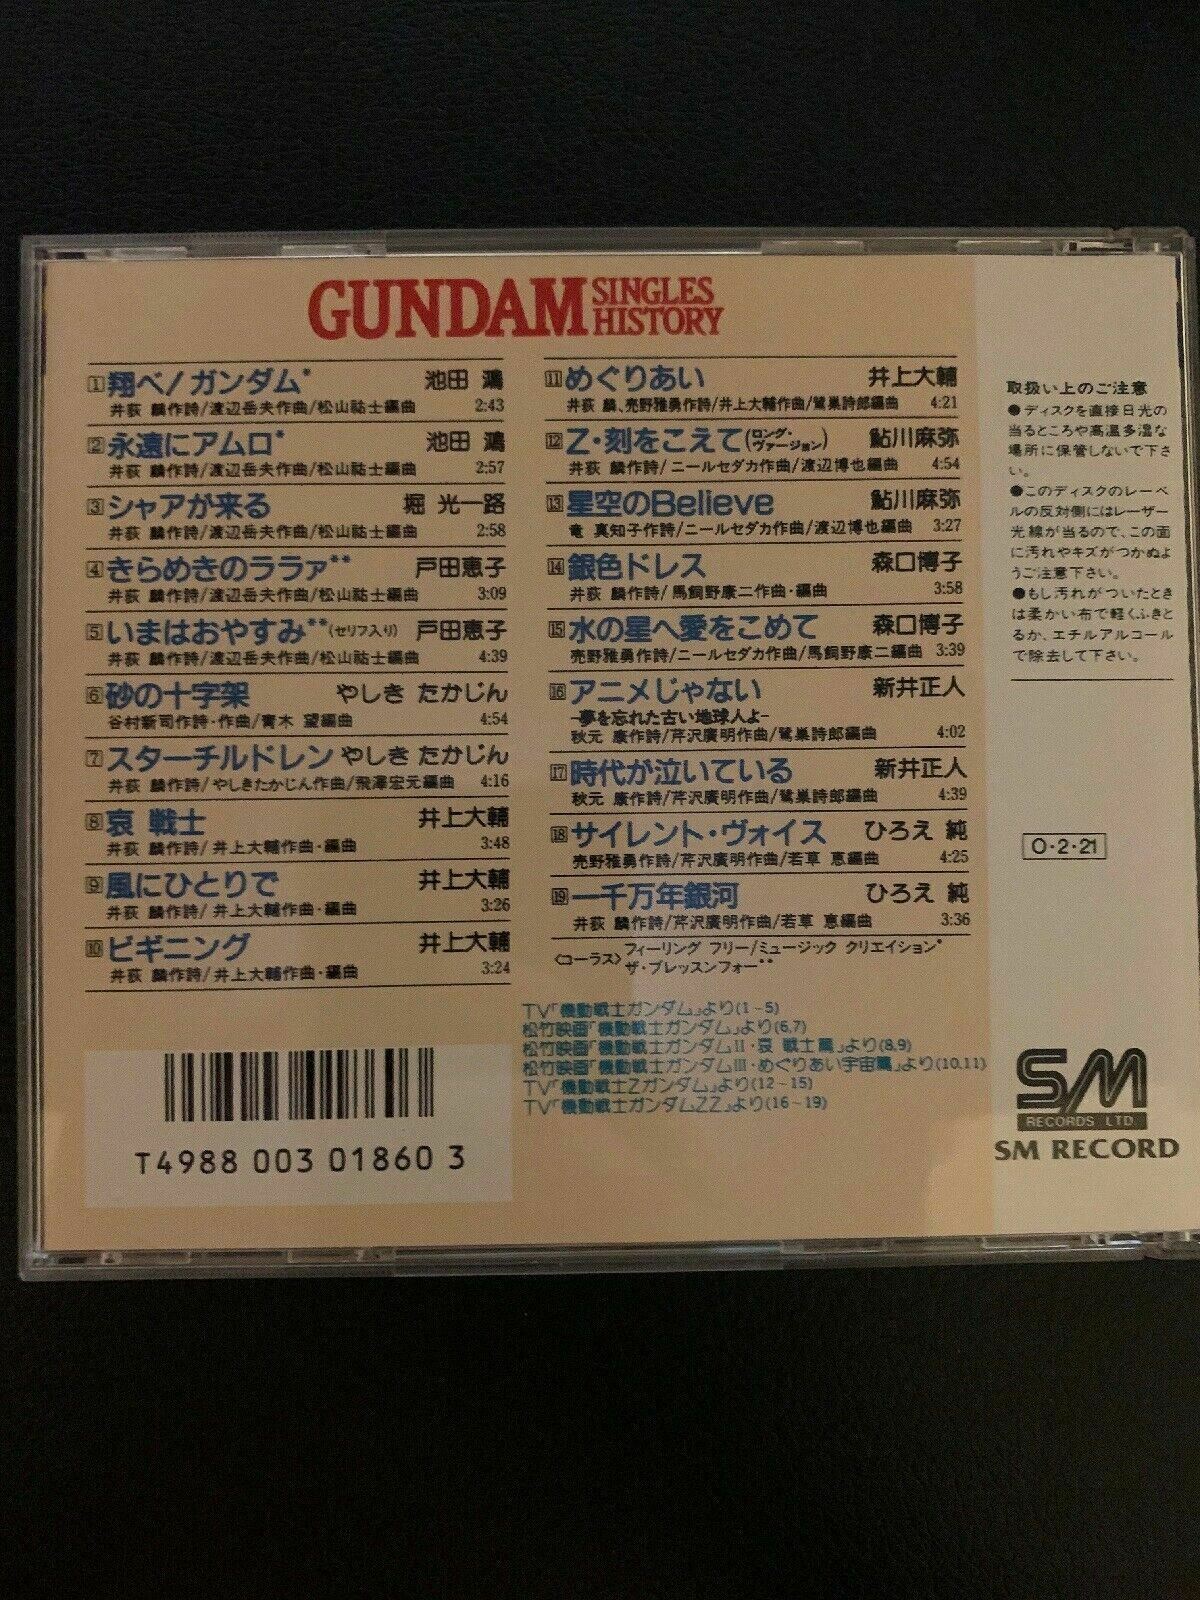 GUNDAM SINGLES HISTORY
1 翔べ!ガンダム* 池田 鴻
井荻 麟作詩/渡辺岳夫作曲/松山祐士編曲 2:43
2 永遠にアムロ* 池田 鴻
井荻 麟作詩/渡辺岳夫作曲/松山祐士編曲 2:57
3 シャアが来る 堀 光一路
井荻 麟作詩/渡辺岳夫作曲/松山祐士編曲 2:58
4 きらめきのララァ** 戸田恵子
井荻 麟作詩/渡辺岳夫作曲/松山祐士編曲 3:09
5 いまはおやすみ**(セリフ入り) 戸田恵子
井荻 麟作詩/渡辺岳夫作曲/松山祐士編曲 4:39
6 砂の十字架 やしき たかじん
谷村新司作詩・作曲/青木 望編曲 4:54
7 スターチルドレン やしき たかじん
井荻 麟作詩/やしきたかじん作曲/飛澤宏元編曲 4:16
8 哀 戦士 井上大輔
井荻 麟作詩/井上大輔作曲・編曲 3:48
9 風にひとりで 井上大輔
井荻 麟作詩/井上大輔作曲・編曲 3:26
10 ビギニング 井上大輔
井荻 麟作詩/井上大輔作曲・編曲 3:24
11 めぐりあい 井上大輔
井荻 麟、売野雅勇作詩/井上大輔作曲/鷺巣詩郎編曲 4:21
12 Z・刻をこえて(ロング・ヴァージョン) 鮎川麻弥
井荻 麟作詩/ニールセダカ作曲/渡辺博也編曲 4:54
13 星空のBelieve 鮎川麻弥
竜 真知子作詩/ニールセダカ作曲/渡辺博也編曲 3:27
14 銀色ドレス 森口博子
井荻 麟作詩/馬飼野康二作曲・編曲 3:58
15 水の星へ愛をこめて 森口博子
売野雅勇作詩/ニールセダカ作曲/馬飼野康二編曲 3:39
16 アニメじゃない 新井正人
-夢を忘れた古い地球人よ-
秋元 康作詩/芹沢廣明作曲/鷺巣詩郎編曲 4:02
17 時代が泣いている 新井正人
秋元 康作詩/芹沢廣明作曲/鷺巣詩郎編曲 4:39
18 サイレント・ヴォイス ひろえ 純
売野雅勇作詩/芹沢廣明作曲/若草 恵編曲 4:25
19 一千万年銀河 ひろえ 純
井荻 麟作詩/芹沢廣明作曲/若草 恵編曲 3:36
〈コーラス〉フィーリング フリー/ミュージック クリエイション*
ザ・ブレッスンフォー**
TV「機動戦士ガンダム」より(1~5)
松竹映画「機動戦士ガンダム」より(6,7)
松竹映画「機動戦士ガンダムII・哀 戦士篇」より(8,9)
松竹映画「機動戦士ガンダムIII・めぐりあい宇宙篇」より(10,11)
TV「機動戦士Zガンダム」より(12~15)
TV「機動戦士ガンダムZZ」より(16~19)
T4988 003 01860 3
取扱い上のご注意
●ディスクを直接日光の
当るところや高温多湿な
場所に保管しないで下さ
い。
●このディスクのレーベ
ルの反対側にはレーザー
光線が当るので、この面
に汚れやキズがつかぬよ
うご注意下さい。
●もし汚れがついたとき
は柔かい布で軽くふきと
るか、エチルアルコール
で除去して下さい。
O・2・21
SM
RECORDS LTD.
SM RECORD